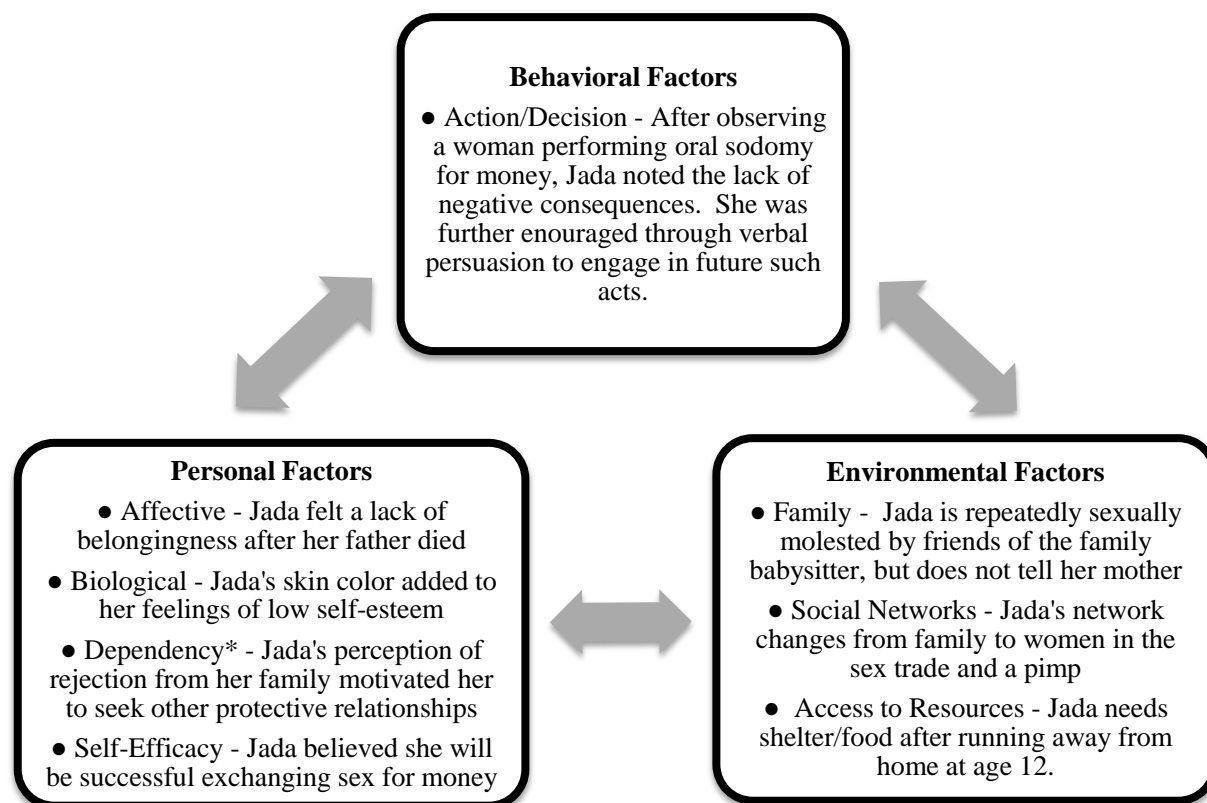 Behavioral Factors
● Action/Decision - After observing
a woman performing oral sodomy
for money, Jada noted the lack of
negative consequences.  She was
further enouraged through verbal
persuasion to engage in future such
acts.
Personal Factors
● Affective - Jada felt a lack of
belongingness after her father died
● Biological - Jada's skin color added to
her feelings of low self-esteem
● Dependency* - Jada's perception of
rejection from her family motivated her
to seek other protective relationships
● Self-Efficacy - Jada believed she will
be successful exchanging sex for money
Environmental Factors
● Family -  Jada is repeatedly sexually
molested by friends of the family
babysitter, but does not tell her mother
● Social Networks - Jada's network
changes from family to women in the
sex trade and a pimp
●  Access to Resources - Jada needs
shelter/food after running away from
home at age 12.